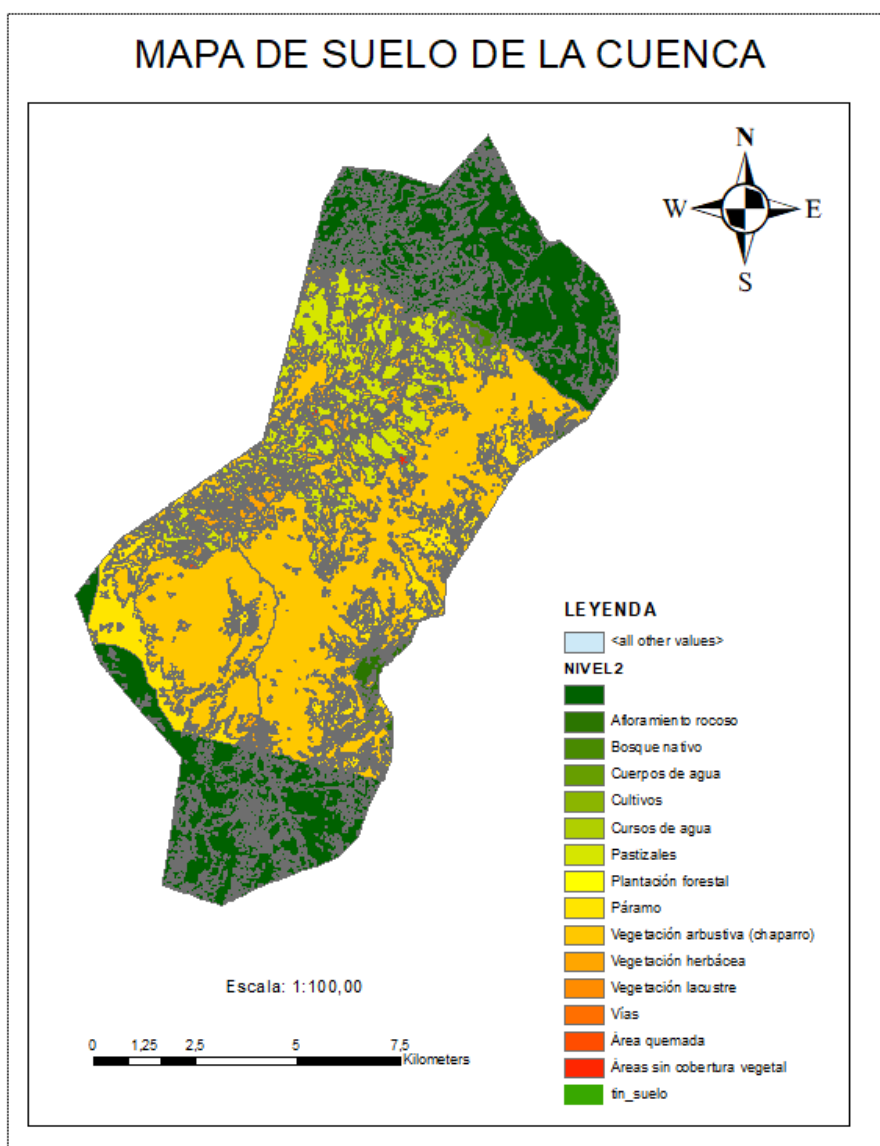 MAPA DE SUELO DE LA CUENCA
N
W E
S
LEYENDA
<all other values>
NIVEL2
Afloramiento rocoso
Bosque nativo
Cuerpos de agua
Cultivos
Cursos de agua
Pastizales
Plantación forestal
Páramo
Vegetación arbustiva (chaparro)
Vegetación herbácea
Vegetación lacustre
Vías
Área quemada
Áreas sin cobertura vegetal
tin_suelo
Escala: 1:100,00
0 1,25 2,5 5 7,5
Kilometers